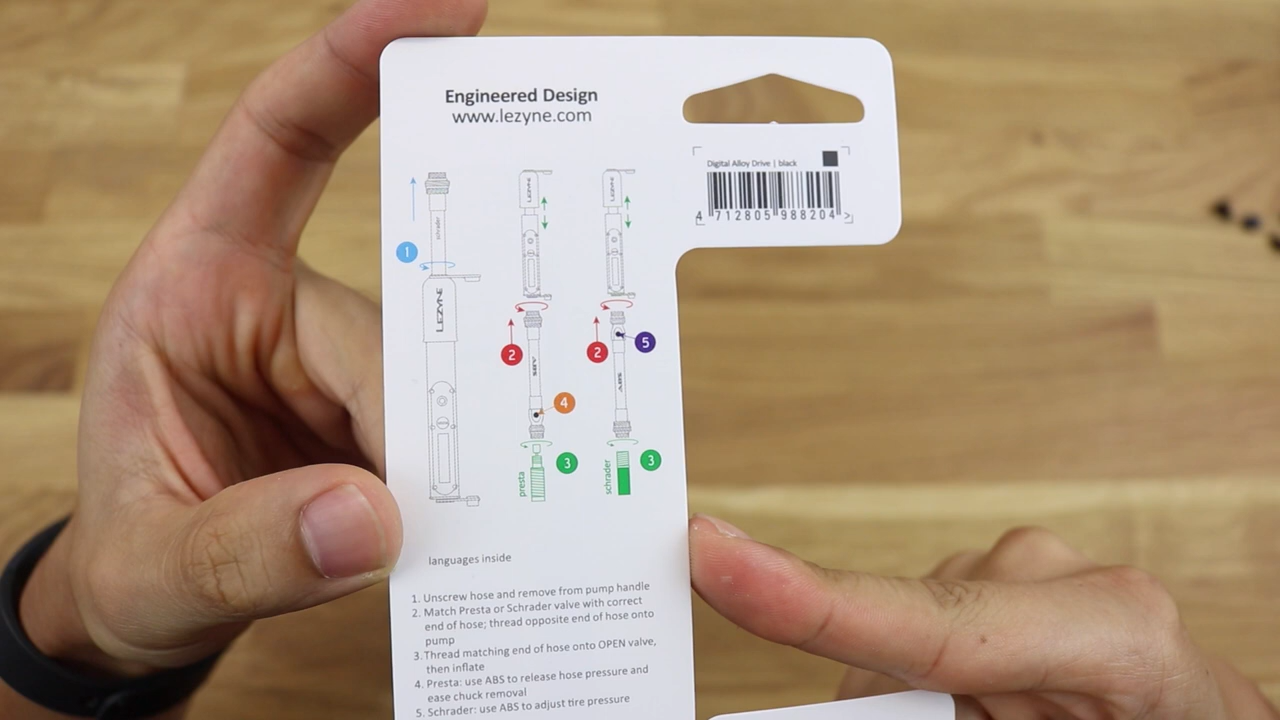 Engineered Design
www.lezyne.com
Digital Alloy Drive | black
4 712805 988204 >
schrader
LEZYNE
LEZYNE
LEZYNE
1
2
2
5
ABS
ABS
4
3
3
presta
schrader
languages inside
1. Unscrew hose and remove from pump handle
2. Match Presta or Schrader valve with correct
end of hose; thread opposite end of hose onto
pump
3. Thread matching end of hose onto OPEN valve,
then inflate
4. Presta: use ABS to release hose pressure and
ease chuck removal
5. Schrader: use ABS to adjust tire pressure